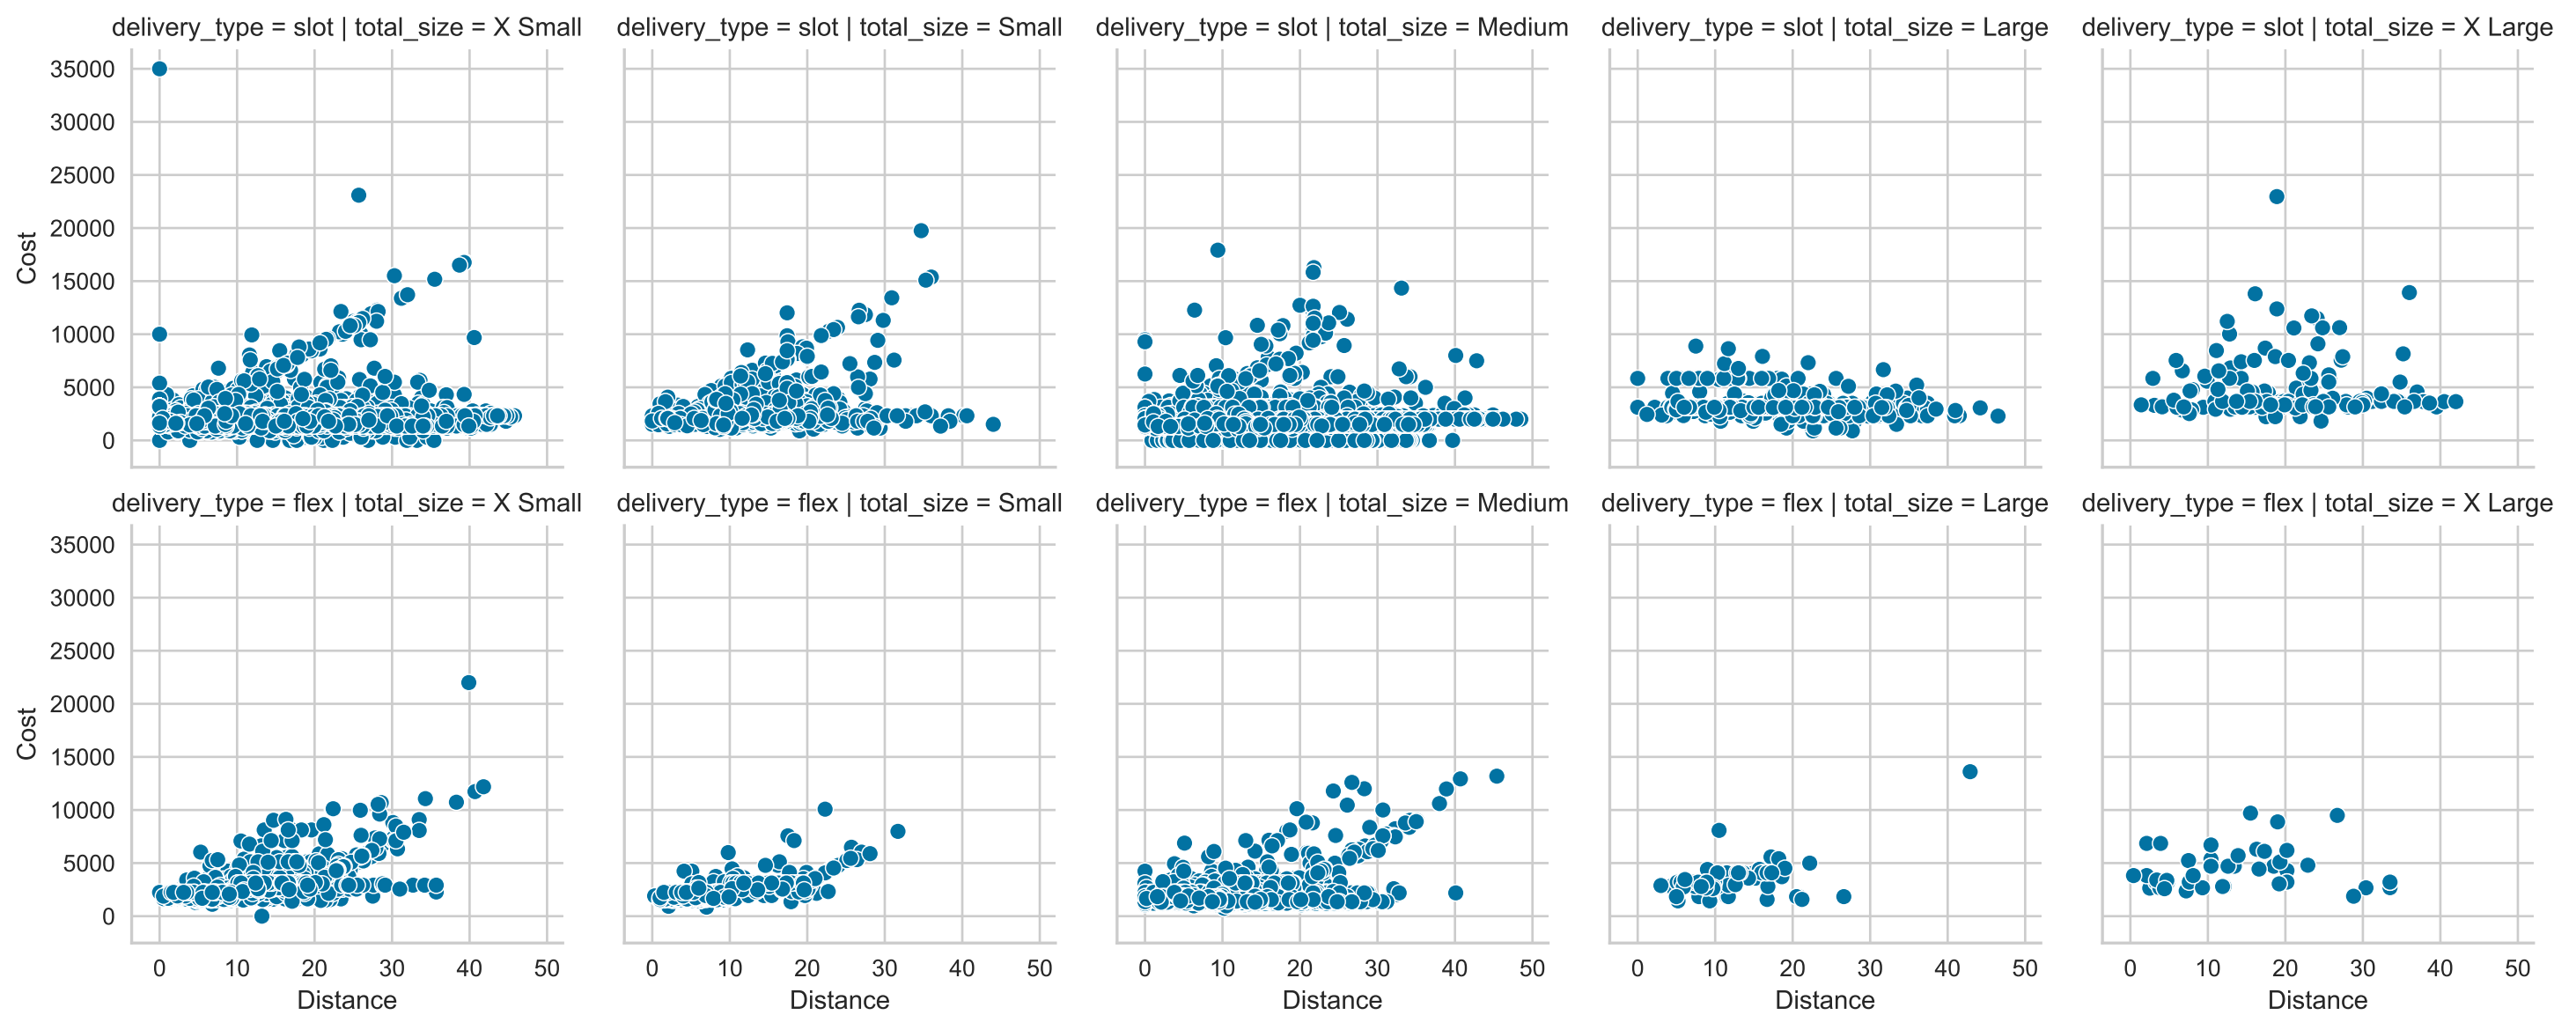 delivery_type = slot | total_size = X Small
delivery_type = slot | total_size = Small
delivery_type = slot | total_size = Medium
delivery_type = slot | total_size = Large
delivery_type = slot | total_size = X Large
35000
30000
25000
20000
15000
10000
5000
0
Cost
delivery_type = flex | total_size = X Small
delivery_type = flex | total_size = Small
delivery_type = flex | total_size = Medium
delivery_type = flex | total_size = Large
delivery_type = flex | total_size = X Large
35000
30000
25000
20000
15000
10000
5000
0
Cost
0 10 20 30 40 50
0 10 20 30 40 50
0 10 20 30 40 50
0 10 20 30 40 50
0 10 20 30 40 50
Distance
Distance
Distance
Distance
Distance